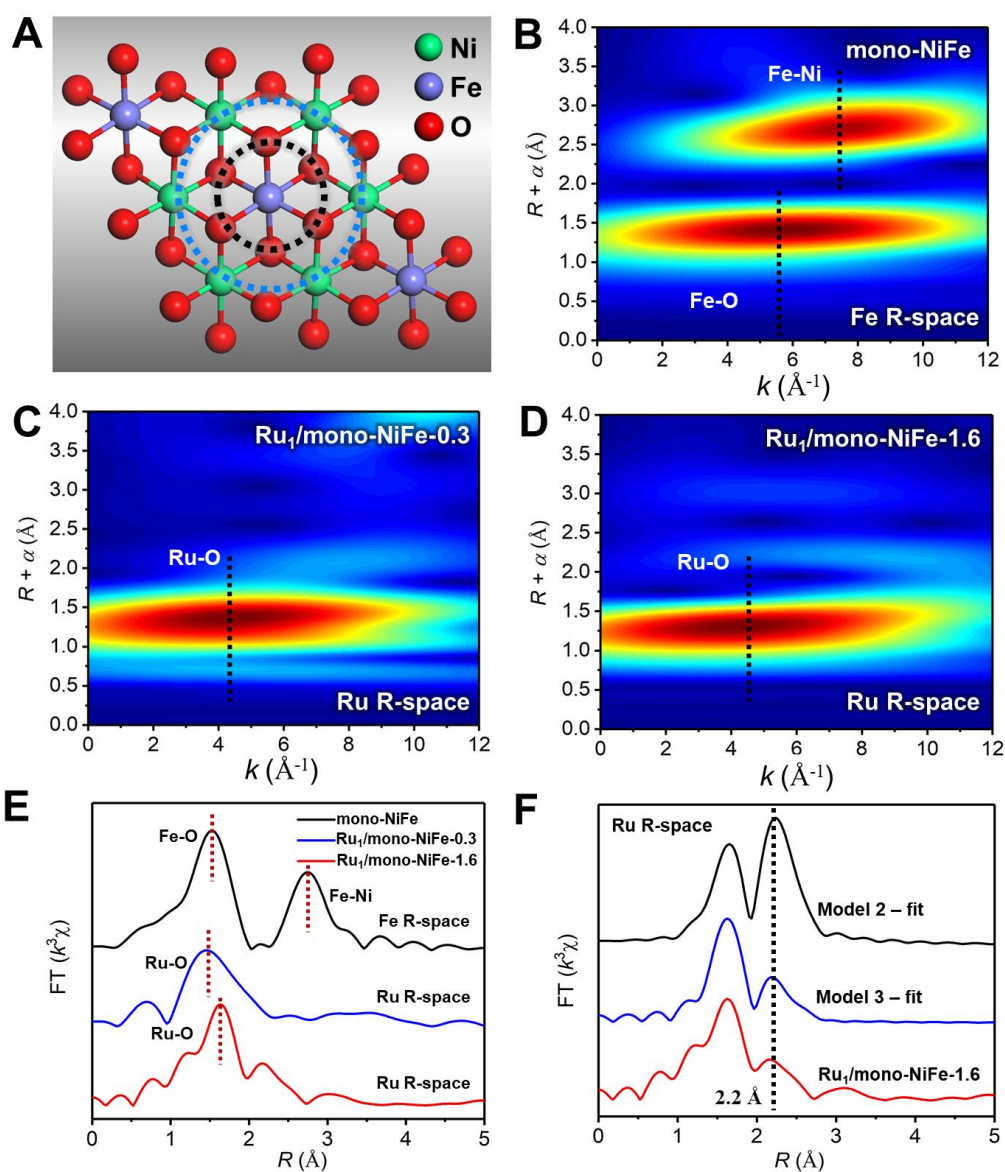 A
Ni
Fe
O
B
mono-NiFe
Fe-Ni
Fe-O
Fe R-space
R + α (Å)
4.0
3.5
3.0
2.5
2.0
1.5
1.0
0.5
0.0
0 2 4 6 8 10 12
k (Å-1)
C
Ru1/mono-NiFe-0.3
Ru-O
Ru R-space
R + α (Å)
4.0
3.5
3.0
2.5
2.0
1.5
1.0
0.5
0.0
0 2 4 6 8 10 12
k (Å-1)
D
Ru1/mono-NiFe-1.6
Ru-O
Ru R-space
R + α (Å)
4.0
3.5
3.0
2.5
2.0
1.5
1.0
0.5
0.0
0 2 4 6 8 10 12
k (Å-1)
E
mono-NiFe
Ru1/mono-NiFe-0.3
Ru1/mono-NiFe-1.6
Fe-O
Fe-Ni
Fe R-space
Ru-O
Ru R-space
Ru-O
Ru R-space
FT (k3χ)
0 1 2 3 4 5
R (Å)
F
Ru R-space
Model 2 – fit
Model 3 – fit
Ru1/mono-NiFe-1.6
2.2 Å
FT (k3χ)
0 1 2 3 4 5
R (Å)